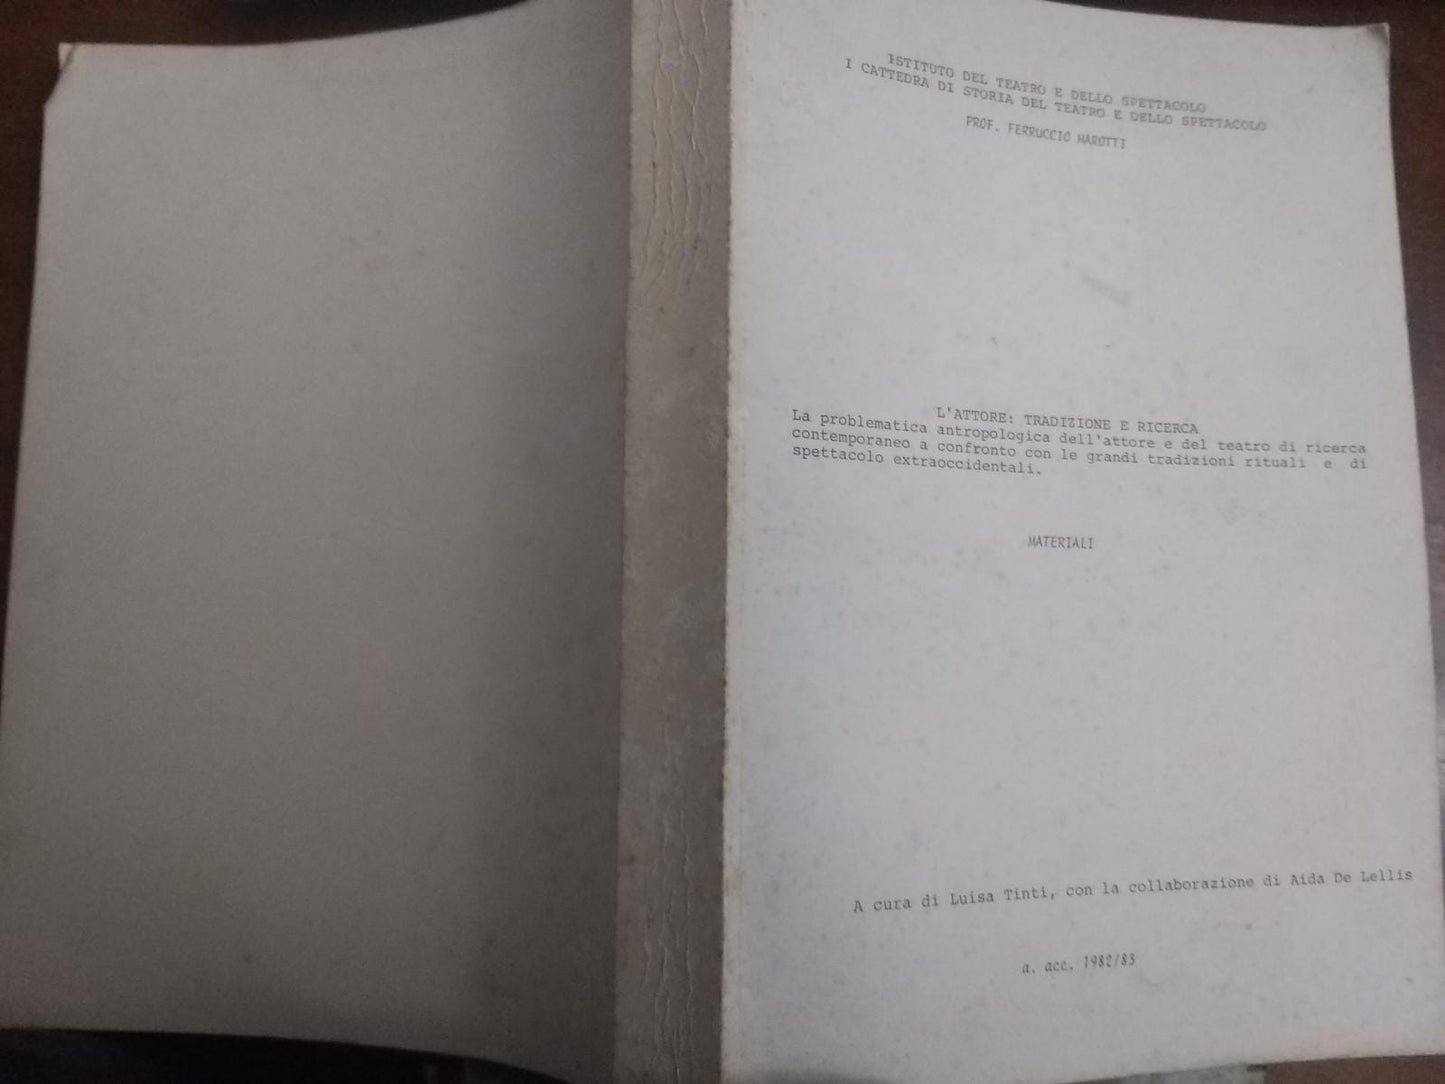 ISTITUTO DEL TEATRO E DELLO SPETTACOLO
I CATTEDRA DI STORIA DEL TEATRO E DELLO SPETTACOLO
PROF. FERRUCCIO MAROTTI
L'ATTORE: TRADIZIONE E RICERCA
La problematica antropologica dell'attore e del teatro di ricerca
contemporaneo a confronto con le grandi tradizioni rituali e di
spettacolo extraoccidentali.
MATERIALI
A cura di Luisa Tinti, con la collaborazione di Aida De Lellis
a. acc. 1982/83